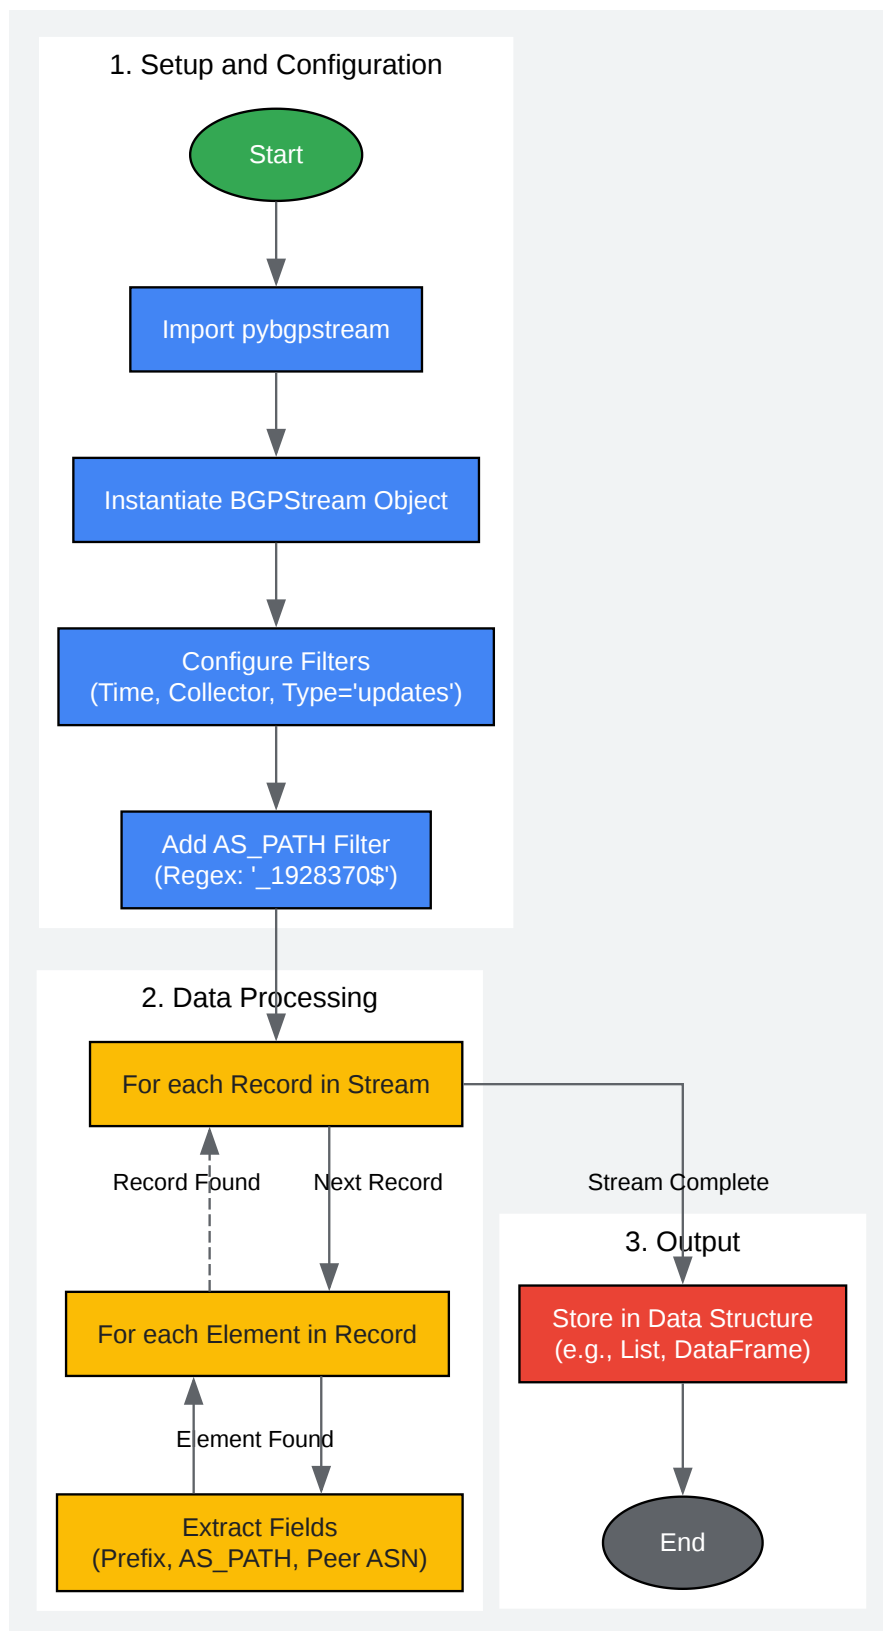 1. Setup and Configuration
Start
Import pybgpstream
Instantiate BGPStream Object
Configure Filters
(Time, Collector, Type='updates')
Add AS_PATH Filter
(Regex: '_1928370$')
2. Data Processing
For each Record in Stream
Record Found
Next Record
Stream Complete
3. Output
Store in Data Structure
(e.g., List, DataFrame)
For each Element in Record
Element Found
Extract Fields
(Prefix, AS_PATH, Peer ASN)
End